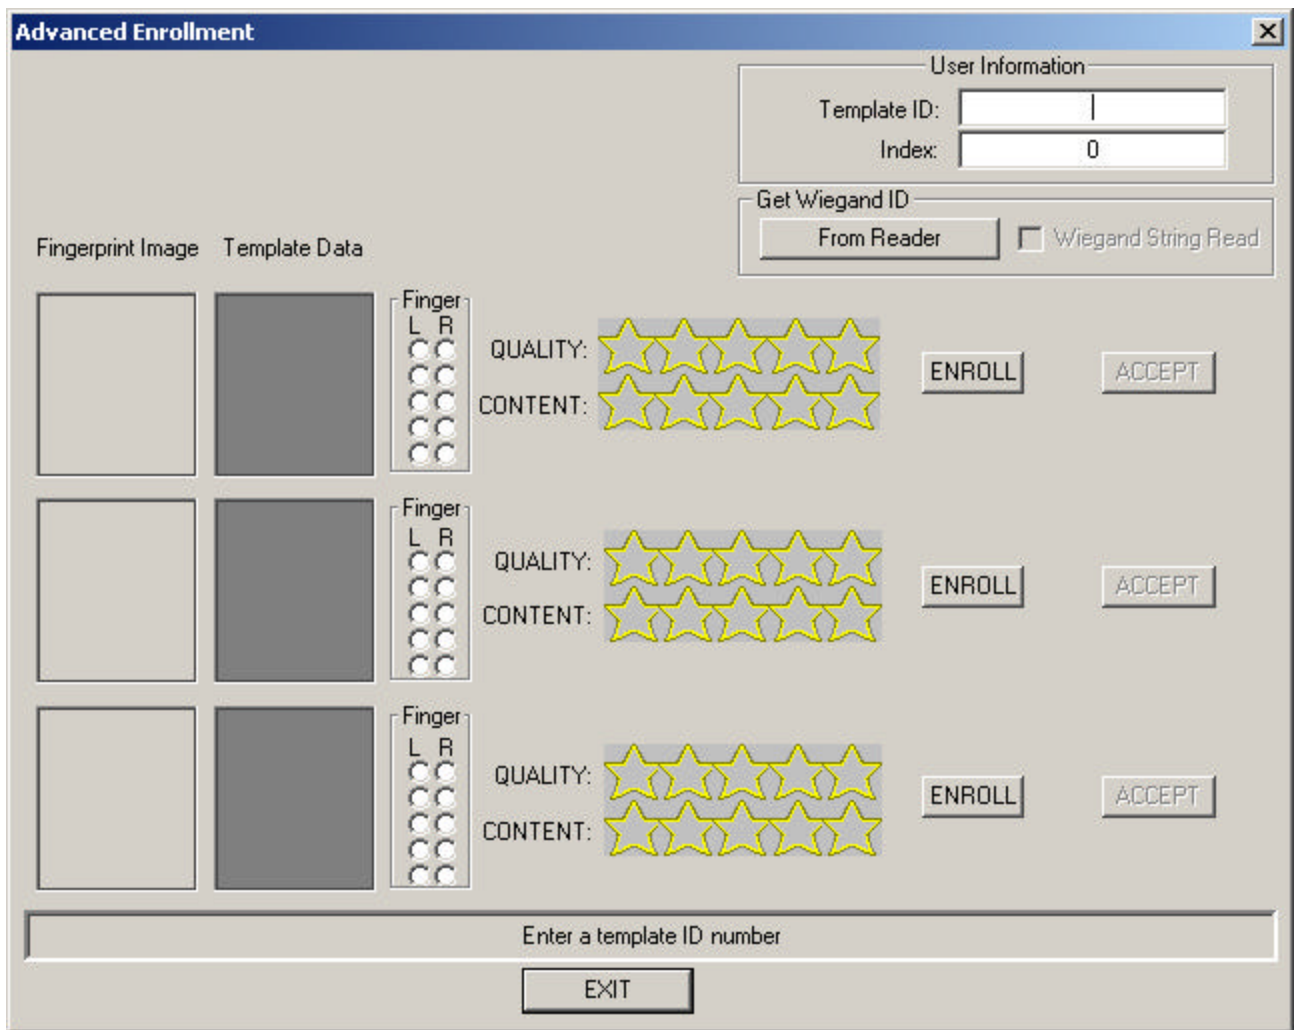 Advanced Enrollment
User Information
Template ID:
Index: 0
Get Wiegand ID
From Reader Wiegand String Read
Fingerprint Image Template Data
Finger
L R
QUALITY:
CONTENT:
ENROLL ACCEPT
Finger
L R
QUALITY:
CONTENT:
ENROLL ACCEPT
Finger
L R
QUALITY:
CONTENT:
ENROLL ACCEPT
Enter a template ID number
EXIT